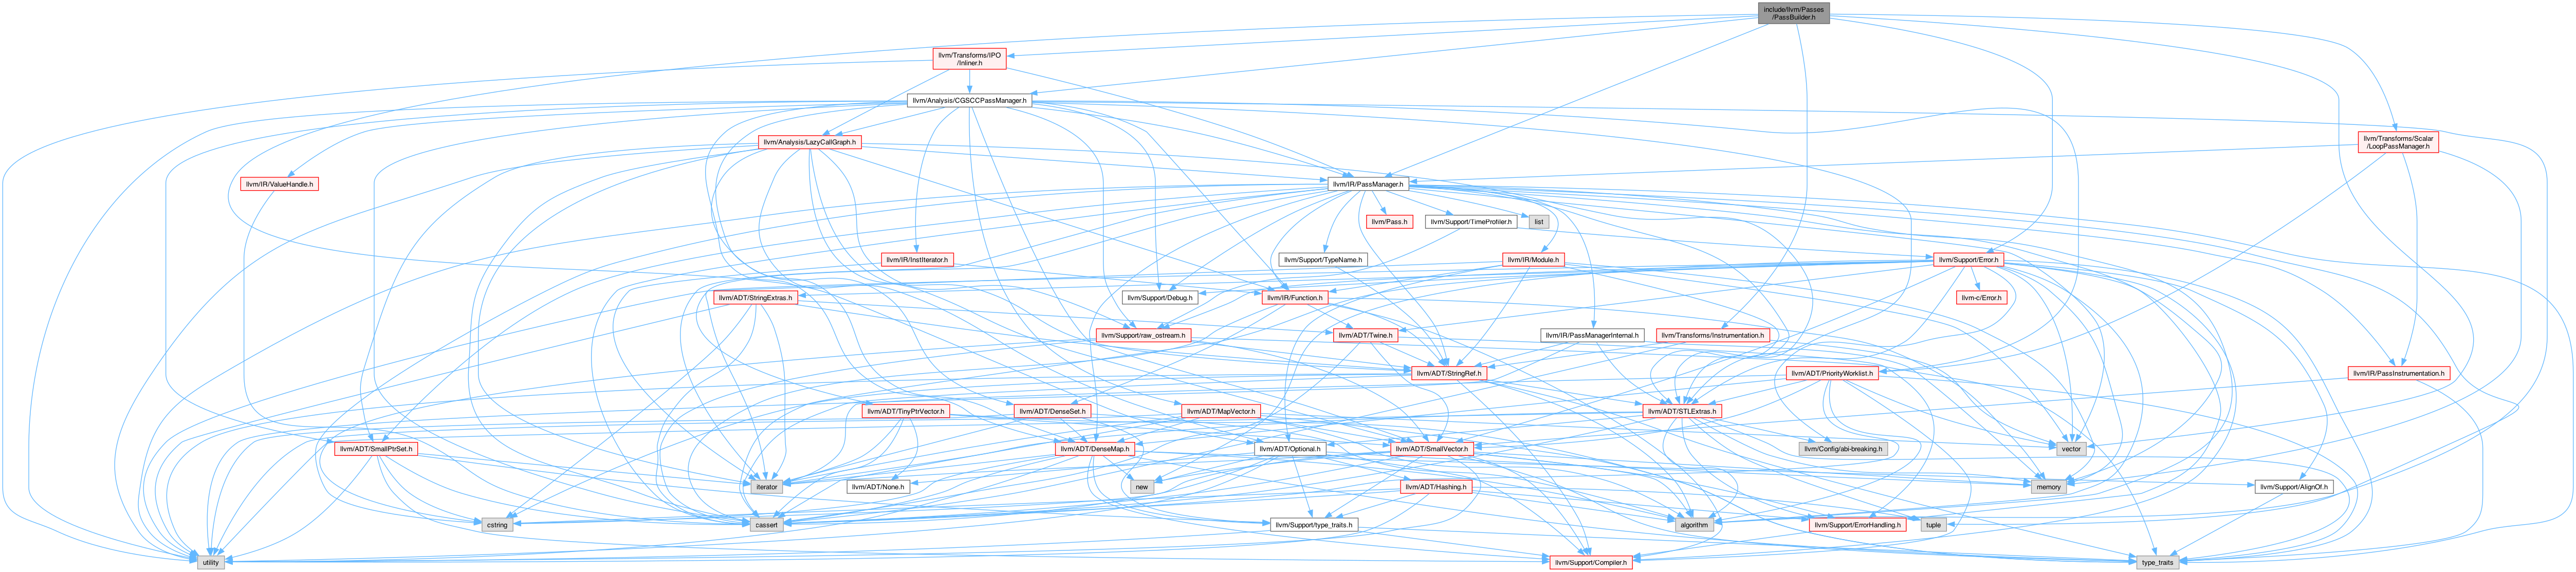 include/llvm/Passes
/PassBuilder.h
llvm/Transforms/IPO
/Inliner.h
llvm/Analysis/CGSCCPassManager.h
llvm/Analysis/LazyCallGraph.h
llvm/Transforms/Scalar
/LoopPassManager.h
llvm/IR/ValueHandle.h
llvm/IR/PassManager.h
llvm/Pass.h
llvm/Support/TimeProfiler.h
list
llvm/IR/InstIterator.h
llvm/Support/TypeName.h
llvm/IR/Module.h
llvm/Support/Error.h
llvm/ADT/StringExtras.h
llvm/Support/Debug.h
llvm/IR/Function.h
llvm-c/Error.h
llvm/Support/raw_ostream.h
llvm/ADT/Twine.h
llvm/IR/PassManagerInternal.h
llvm/Transforms/Instrumentation.h
llvm/ADT/StringRef.h
llvm/ADT/PriorityWorklist.h
llvm/IR/PassInstrumentation.h
llvm/ADT/TinyPtrVector.h
llvm/ADT/DenseSet.h
llvm/ADT/MapVector.h
llvm/ADT/STLExtras.h
llvm/ADT/SmallPtrSet.h
llvm/ADT/DenseMap.h
llvm/ADT/Optional.h
llvm/ADT/SmallVector.h
llvm/Config/abi-breaking.h
vector
iterator
llvm/ADT/None.h
new
llvm/ADT/Hashing.h
memory
llvm/Support/AlignOf.h
cstring
cassert
llvm/Support/type_traits.h
algorithm
llvm/Support/ErrorHandling.h
tuple
utility
llvm/Support/Compiler.h
type_traits